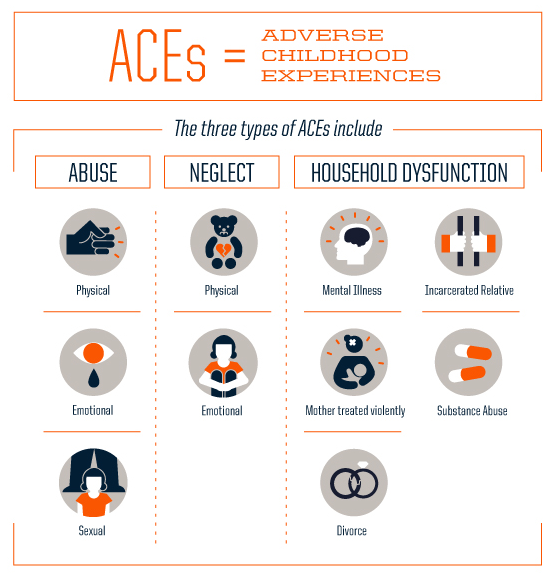 ACEs = ADVERSE
CHILDHOOD
EXPERIENCES
The three types of ACEs include
ABUSE
NEGLECT
HOUSEHOLD DYSFUNCTION
Physical
Physical
Mental Illness
Incarcerated Relative
Emotional
Emotional
Mother treated violently
Substance Abuse
Sexual
Divorce